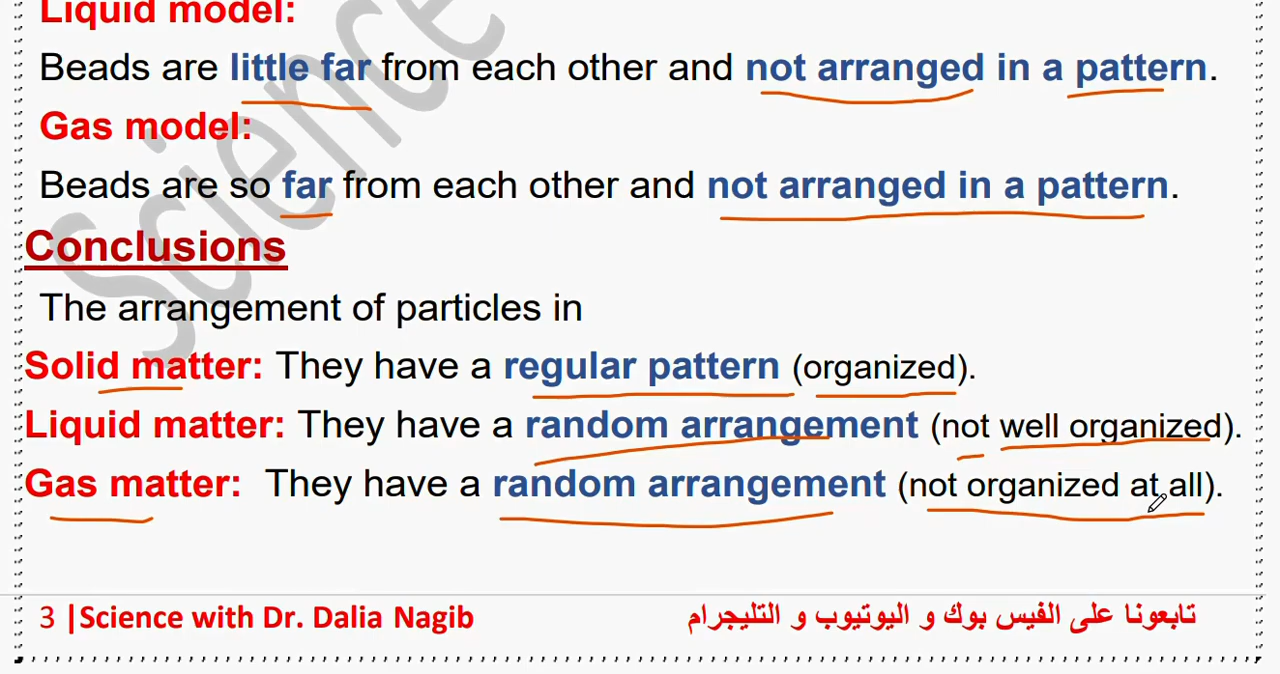 Liquid model:
Beads are little far from each other and not arranged in a pattern.
Gas model:
Beads are so far from each other and not arranged in a pattern.
Conclusions
The arrangement of particles in
Solid matter: They have a regular pattern (organized).
Liquid matter: They have a random arrangement (not well organized).
Gas matter: They have a random arrangement (not organized at all).
3 |Science with Dr. Dalia Nagib
تابعونا على الفيس بوك و اليوتيوب و التليجرام
Science